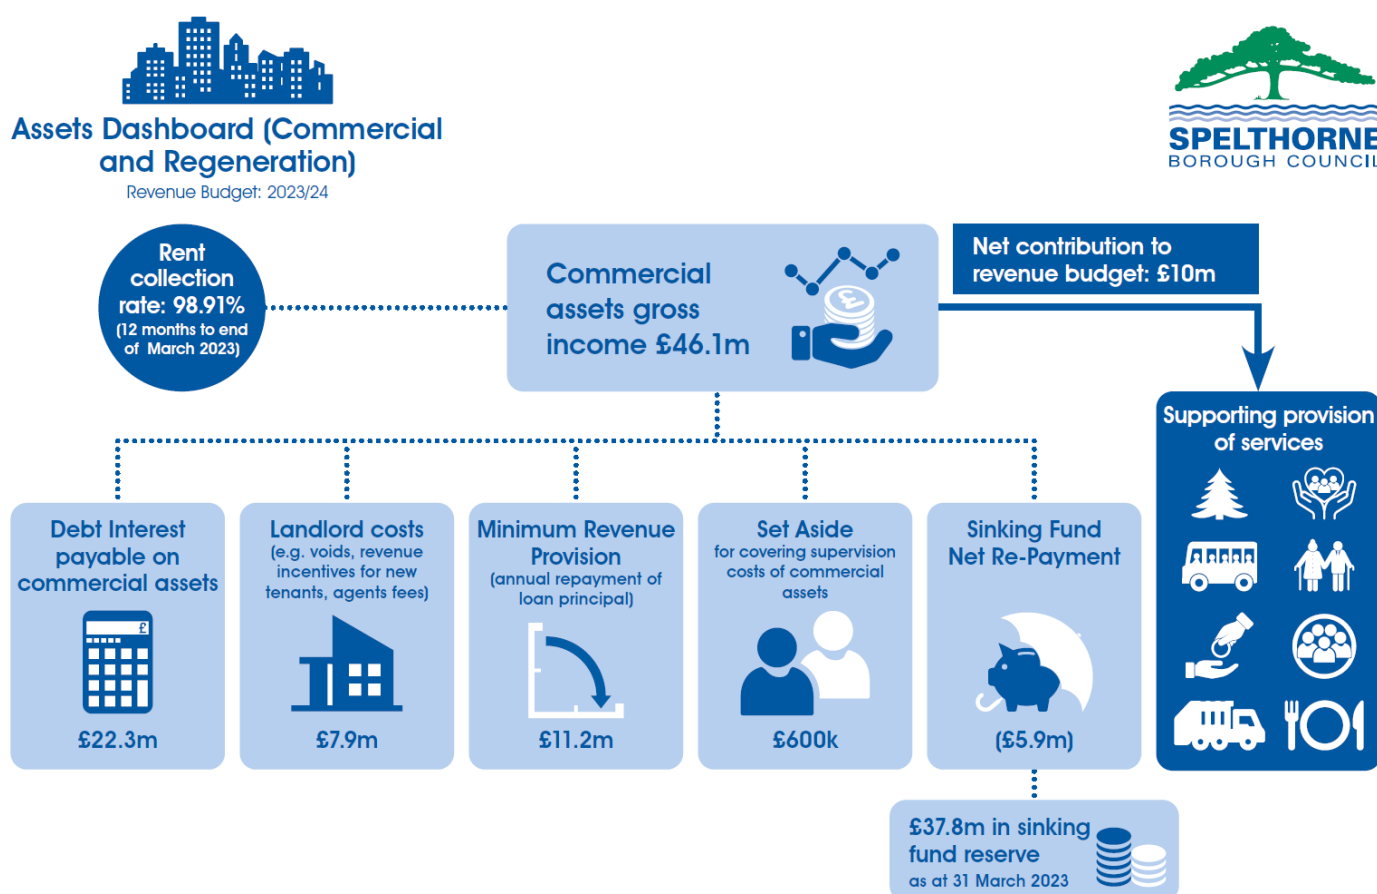 Assets Dashboard (Commercial
and Regeneration)
Revenue Budget: 2023/24
SPELTHORNE
BOROUGH COUNCIL
Rent
collection
rate: 98.91%
(12 months to end
of March 2023)
Commercial
assets gross
income £46.1m
£
Net contribution to
revenue budget: £10m
Supporting provision
of services
Debt Interest
payable on
commercial assets
£
£22.3m
Landlord costs
(e.g. voids, revenue
incentives for new
tenants, agents fees)
£7.9m
Minimum Revenue
Provision
(annual repayment of
loan principal)
£11.2m
Set Aside
for covering supervision
costs of commercial
assets
£600k
Sinking Fund
Net Re-Payment
(£5.9m)
£37.8m in sinking
fund reserve
as at 31 March 2023